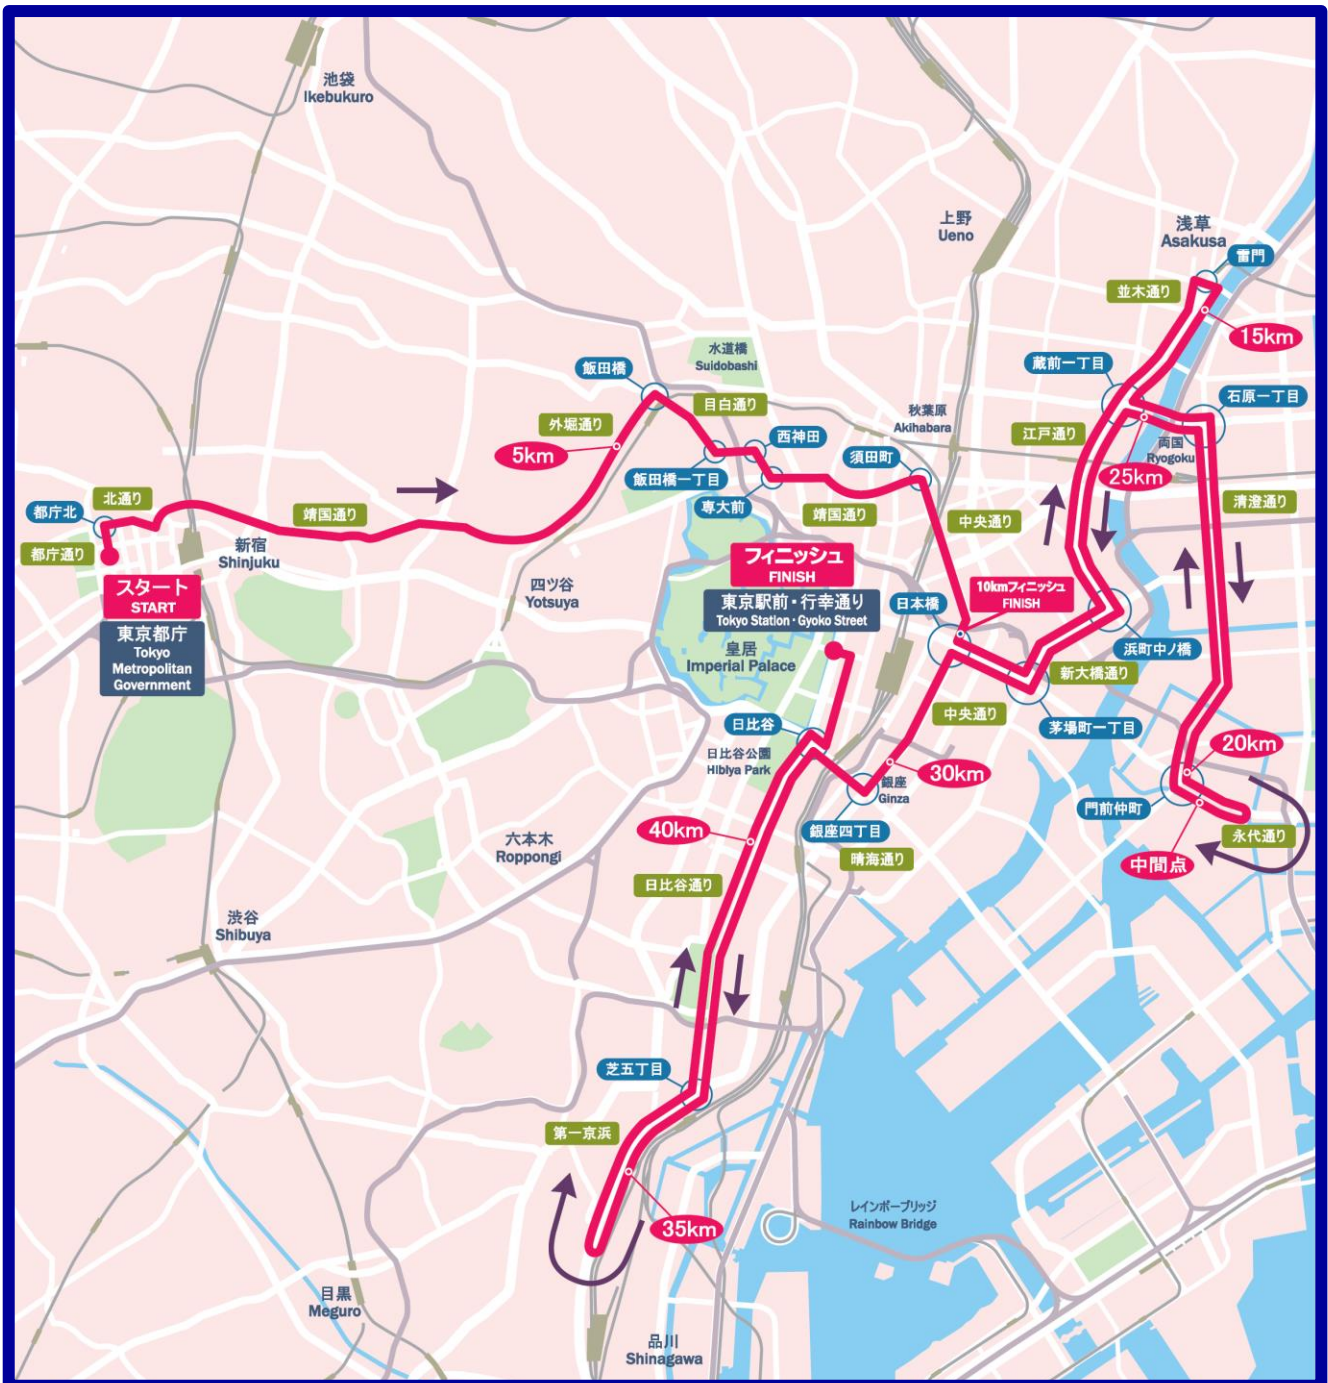 池袋
Ikebukuro
上野
Ueno
浅草
Asakusa
雷門
並木通り
15km
水道橋
Suidobashi
飯田橋
目白通り
蔵前一丁目
石原一丁目
外堀通り
5km
西神田
秋葉原
Akihabara
江戸通り
両国
Ryogoku
須田町
飯田橋一丁目
25km
専大前
北通り
都庁北
靖国通り
靖国通り
中央通り
清澄通り
都庁通り
新宿
Shinjuku
フィニッシュ
FINISH
スタート
START
四ツ谷
Yotsuya
東京駅前・行幸通り
Tokyo Station・Gyoko Street
10kmフィニッシュ
FINISH
日本橋
東京都庁
Tokyo
Metropolitan
Government
皇居
Imperial Palace
浜町中ノ橋
新大橋通り
中央通り
茅場町一丁目
日比谷
日比谷公園
Hibiya Park
20km
30km
銀座
Ginza
門前仲町
40km
銀座四丁目
永代通り
六本木
Roppongi
晴海通り
中間点
日比谷通り
渋谷
Shibuya
芝五丁目
第一京浜
レインボーブリッジ
Rainbow Bridge
35km
目黒
Meguro
品川
Shinagawa